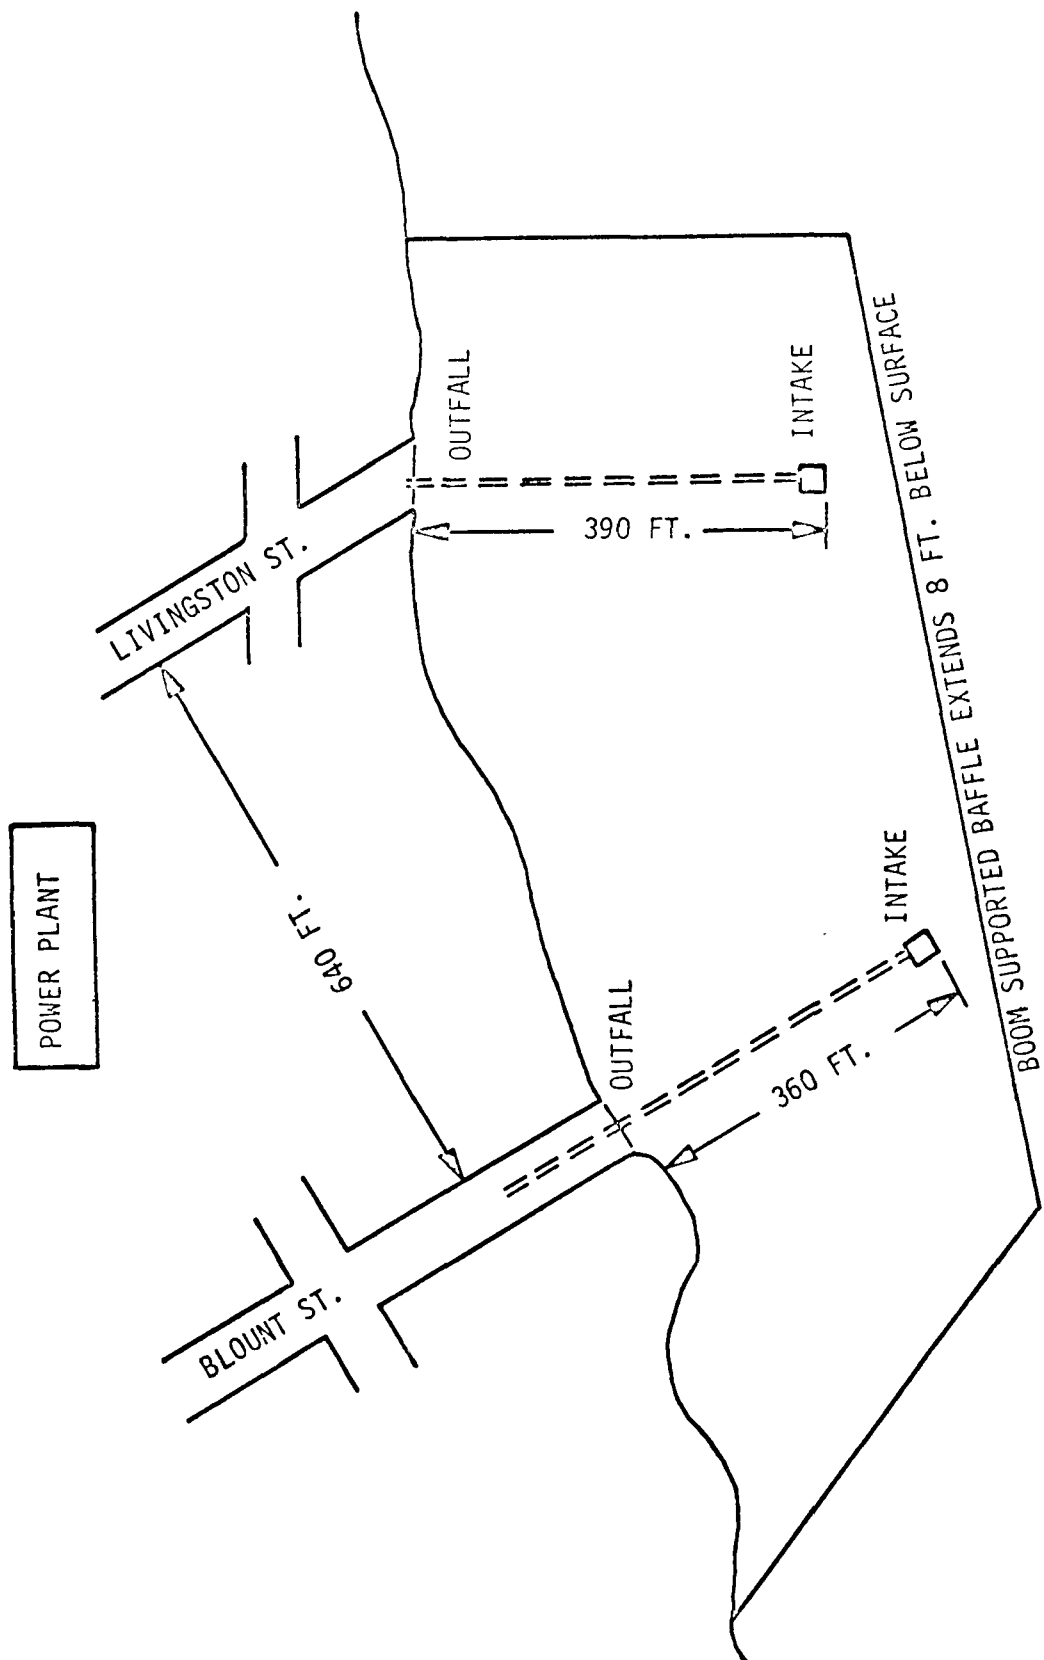 POWER PLANT
LIVINGSTON ST.
BLOUNT ST.
640 FT.
OUTFALL
INTAKE
390 FT.
OUTFALL
INTAKE
360 FT.
BOOM SUPPORTED BAFFLE EXTENDS 8 FT. BELOW SURFACE